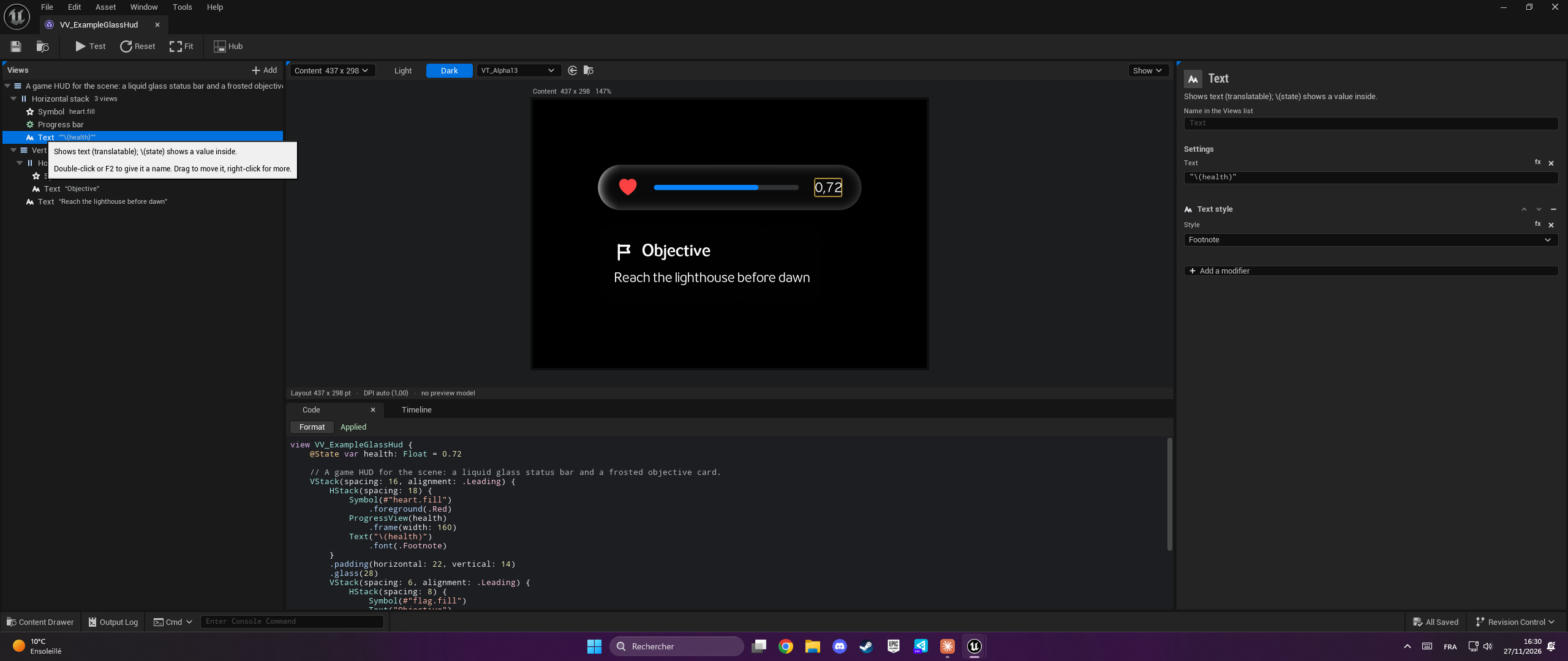 File Edit Asset Window Tools Help
VV_ExampleGlassHud
Test Reset Fit Hub
Views
Add
Content 437 x 298
Light
Dark
VT_Alpha13
Show
A game HUD for the scene: a liquid glass status bar and a frosted objective
Horizontal stack 3 views
Symbol heart.fill
Progress bar
Text "\(health)"
Vert
Shows text (translatable); \(state) shows a value inside.
Double-click or F2 to give it a name. Drag to move it, right-click for more.
Ho
Text "Objective"
Text "Reach the lighthouse before dawn"
Content 437 x 298 147%
0,72
Objective
Reach the lighthouse before dawn
Layout 437 x 298 pt · DPI auto (1,00) · no preview model
Code
Timeline
Format
Applied
view VV_ExampleGlassHud {
@State var health: Float = 0.72
// A game HUD for the scene: a liquid glass status bar and a frosted objective card.
VStack(spacing: 16, alignment: .Leading) {
HStack(spacing: 18) {
Symbol(#"heart.fill")
.foreground(.Red)
ProgressView(health)
.frame(width: 160)
Text("\(health)")
.font(.Footnote)
}
.padding(horizontal: 22, vertical: 14)
.glass(28)
VStack(spacing: 6, alignment: .Leading) {
HStack(spacing: 8) {
Symbol(#"flag.fill")
Text("Objective")
Text
Shows text (translatable); \(state) shows a value inside.
Name in the Views list
Text
Settings
Text
fx
"\(health)"
Text style
Style
fx
Footnote
Add a modifier
Content Drawer
Output Log
Cmd
Enter Console Command
All Saved
Revision Control
10°C
Ensoleillé
Rechercher
FRA
16:30
27/11/2026